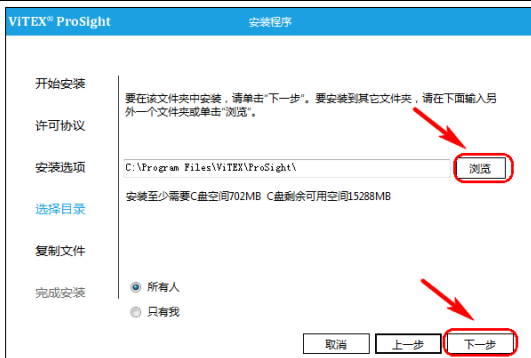 ViTEX® ProSight
安装程序
开始安装
许可协议
安装选项
选择目录
复制文件
完成安装
要在该文件夹中安装，请单击“下一步”。要安装到其它文件夹，请在下面输入另
外一个文件夹或单击“浏览”。
C:\Program Files\ViTEX\ProSight\
浏览
安装至少需要C盘空间702MB C盘剩余可用空间15288MB
所有人
只有我
取消
上一步
下一步